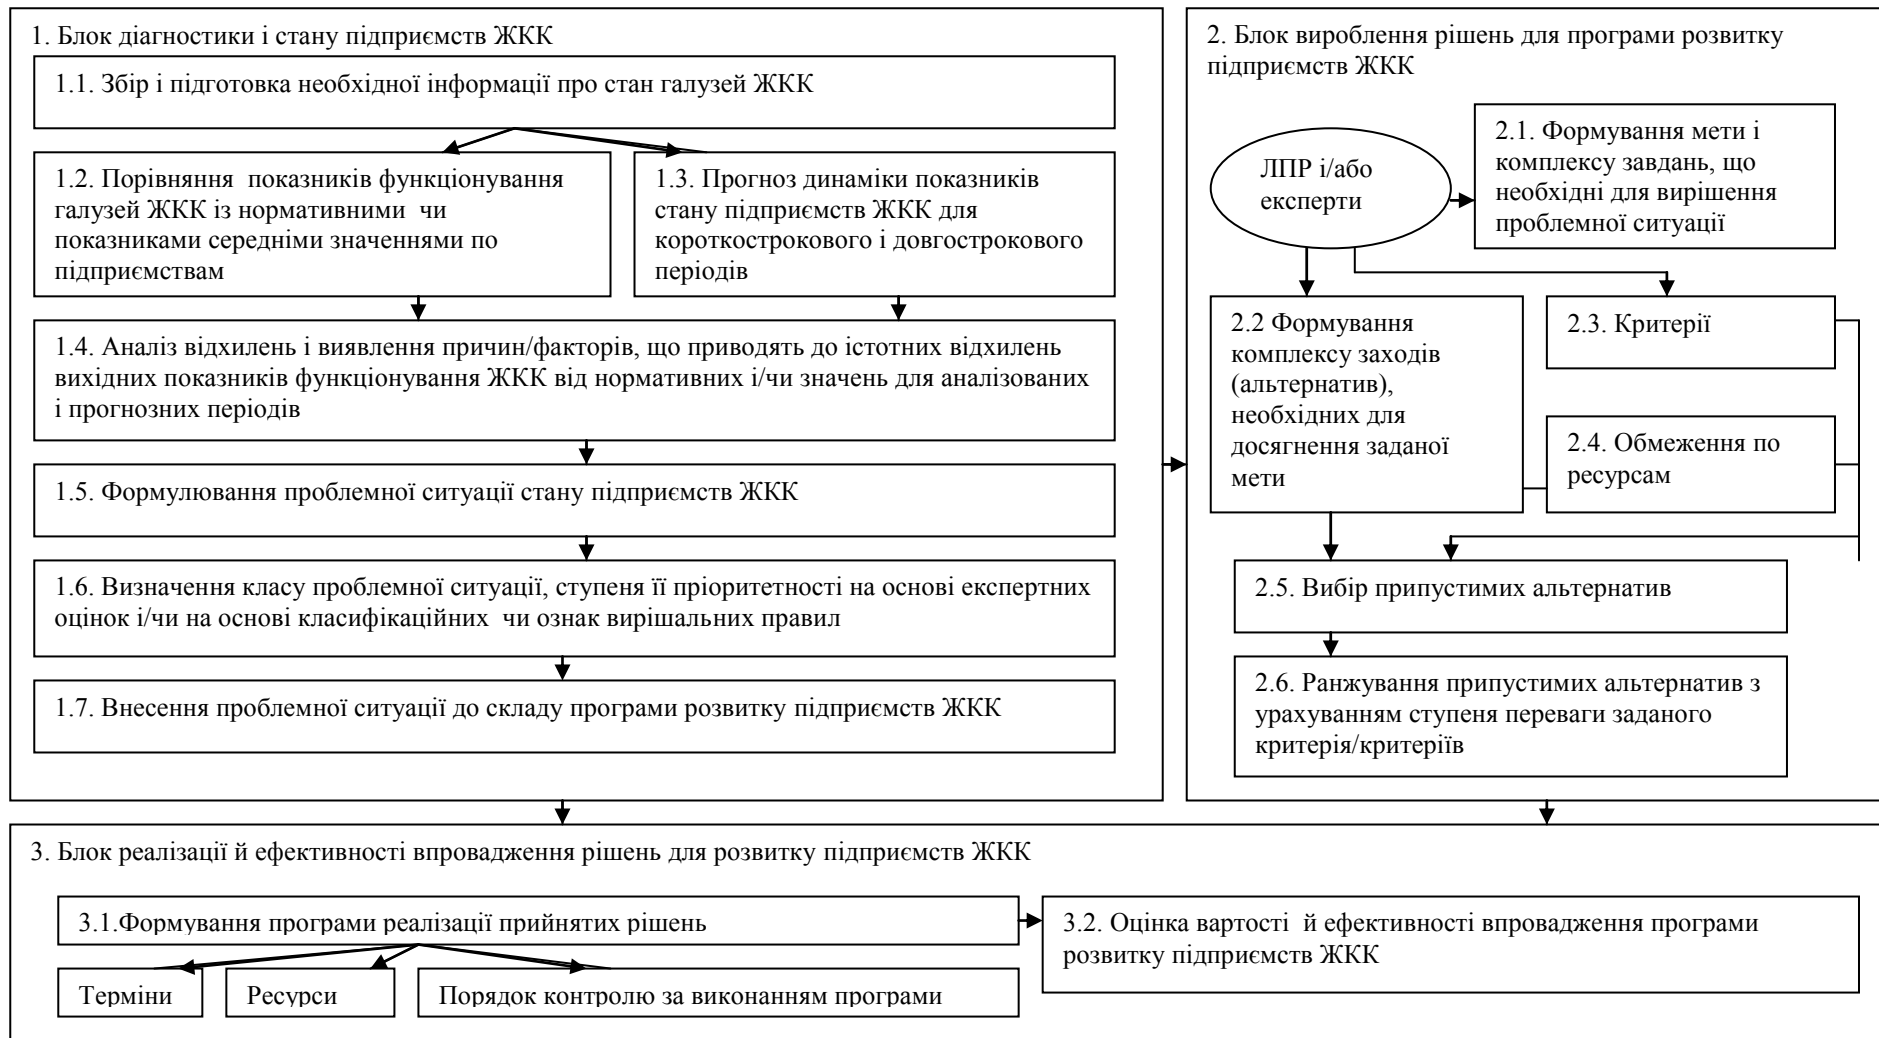 1. Блок діагностики і стану підприємств ЖКК
1.1. Збір і підготовка необхідної інформації про стан галузей ЖКК
1.2. Порівняння показників функціонування
галузей ЖКК із нормативними чи
показниками середніми значеннями по
підприємствам
1.3. Прогноз динаміки показників
стану підприємств ЖКК для
короткострокового і довгострокового
періодів
1.4. Аналіз відхилень і виявлення причин/факторів, що приводять до істотних відхилень
вихідних показників функціонування ЖКК від нормативних і/чи значень для аналізованих
і прогнозних періодів
1.5. Формулювання проблемної ситуації стану підприємств ЖКК
1.6. Визначення класу проблемної ситуації, ступеня її пріоритетності на основі експертних
оцінок і/чи на основі класифікаційних чи ознак вирішальних правил
1.7. Внесення проблемної ситуації до складу програми розвитку підприємств ЖКК
2. Блок вироблення рішень для програми розвитку
підприємств ЖКК
ЛПР і/або
експерти
2.1. Формування мети і
комплексу завдань, що
необхідні для вирішення
проблемної ситуації
2.2 Формування
комплексу заходів
(альтернатив),
необхідних для
досягнення заданої
мети
2.3. Критерії
2.4. Обмеження по
ресурсам
2.5. Вибір припустимих альтернатив
2.6. Ранжування припустимих альтернатив з
урахуванням ступеня переваги заданого
критерія/критеріїв
3. Блок реалізації й ефективності впровадження рішень для розвитку підприємств ЖКК
3.1.Формування програми реалізації прийнятих рішень
3.2. Оцінка вартості й ефективності впровадження програми
розвитку підприємств ЖКК
Терміни
Ресурси
Порядок контролю за виконанням програми